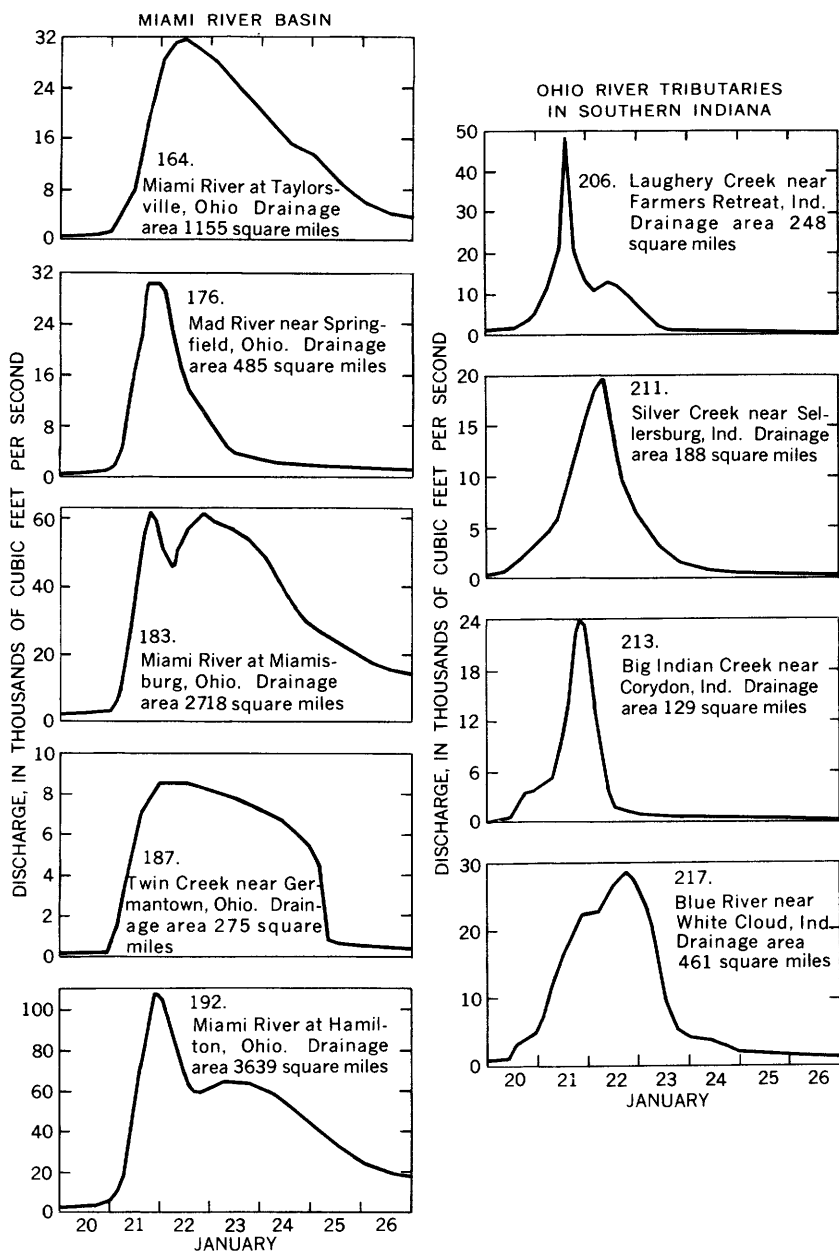 MIAMI RIVER BASIN
32
24
16
8
0
164.
Miami River at Taylors-
ville, Ohio Drainage
area 1155 square miles
32
24
16
8
0
176.
Mad River near Spring-
field, Ohio. Drainage
area 485 square miles
60
40
20
0
183.
Miami River at Miamis-
burg, Ohio. Drainage
area 2718 square miles
10
8
6
4
2
0
187.
Twin Creek near Ger-
mantown, Ohio. Drain-
age area 275 square
miles
100
80
60
40
20
0
192.
Miami River at Hamil-
ton, Ohio. Drainage
area 3639 square miles
20 21 22 23 24 25 26
JANUARY
DISCHARGE, IN THOUSANDS OF CUBIC FEET PER SECOND
OHIO RIVER TRIBUTARIES
IN SOUTHERN INDIANA
50
40
30
20
10
0
206. Laughery Creek near
Farmers Retreat, Ind.
Drainage area 248
square miles
20
15
10
5
0
211.
Silver Creek near Sel-
lersburg, Ind. Drainage
area 188 square miles
24
18
12
6
0
213.
Big Indian Creek near
Corydon, Ind. Drainage
area 129 square miles
30
20
10
0
217.
Blue River near
White Cloud, Ind
Drainage area
461 square miles
20 21 22 23 24 25 26
JANUARY
DISCHARGE, IN THOUSANDS OF CUBIC FEET PER SECOND